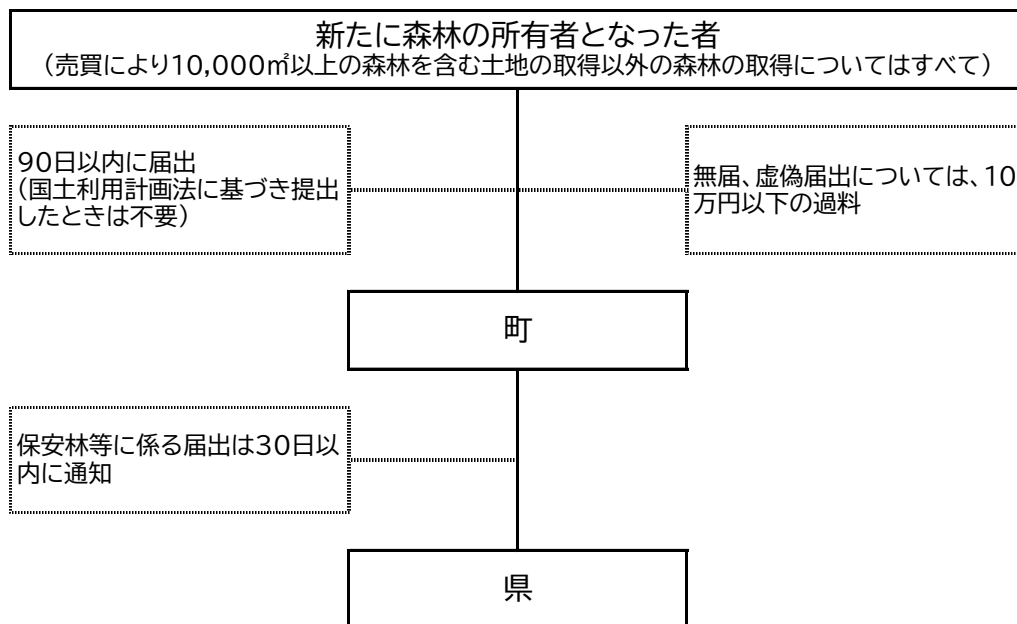 新たに森林の所有者となった者
（売買により10,000㎡以上の森林を含む土地の取得以外の森林の取得についてはすべて）
90日以内に届出
（国土利用計画法に基づき提出
したときは不要）
無届、虚偽届出については、10
万円以下の過料
町
保安林等に係る届出は30日以
内に通知
県